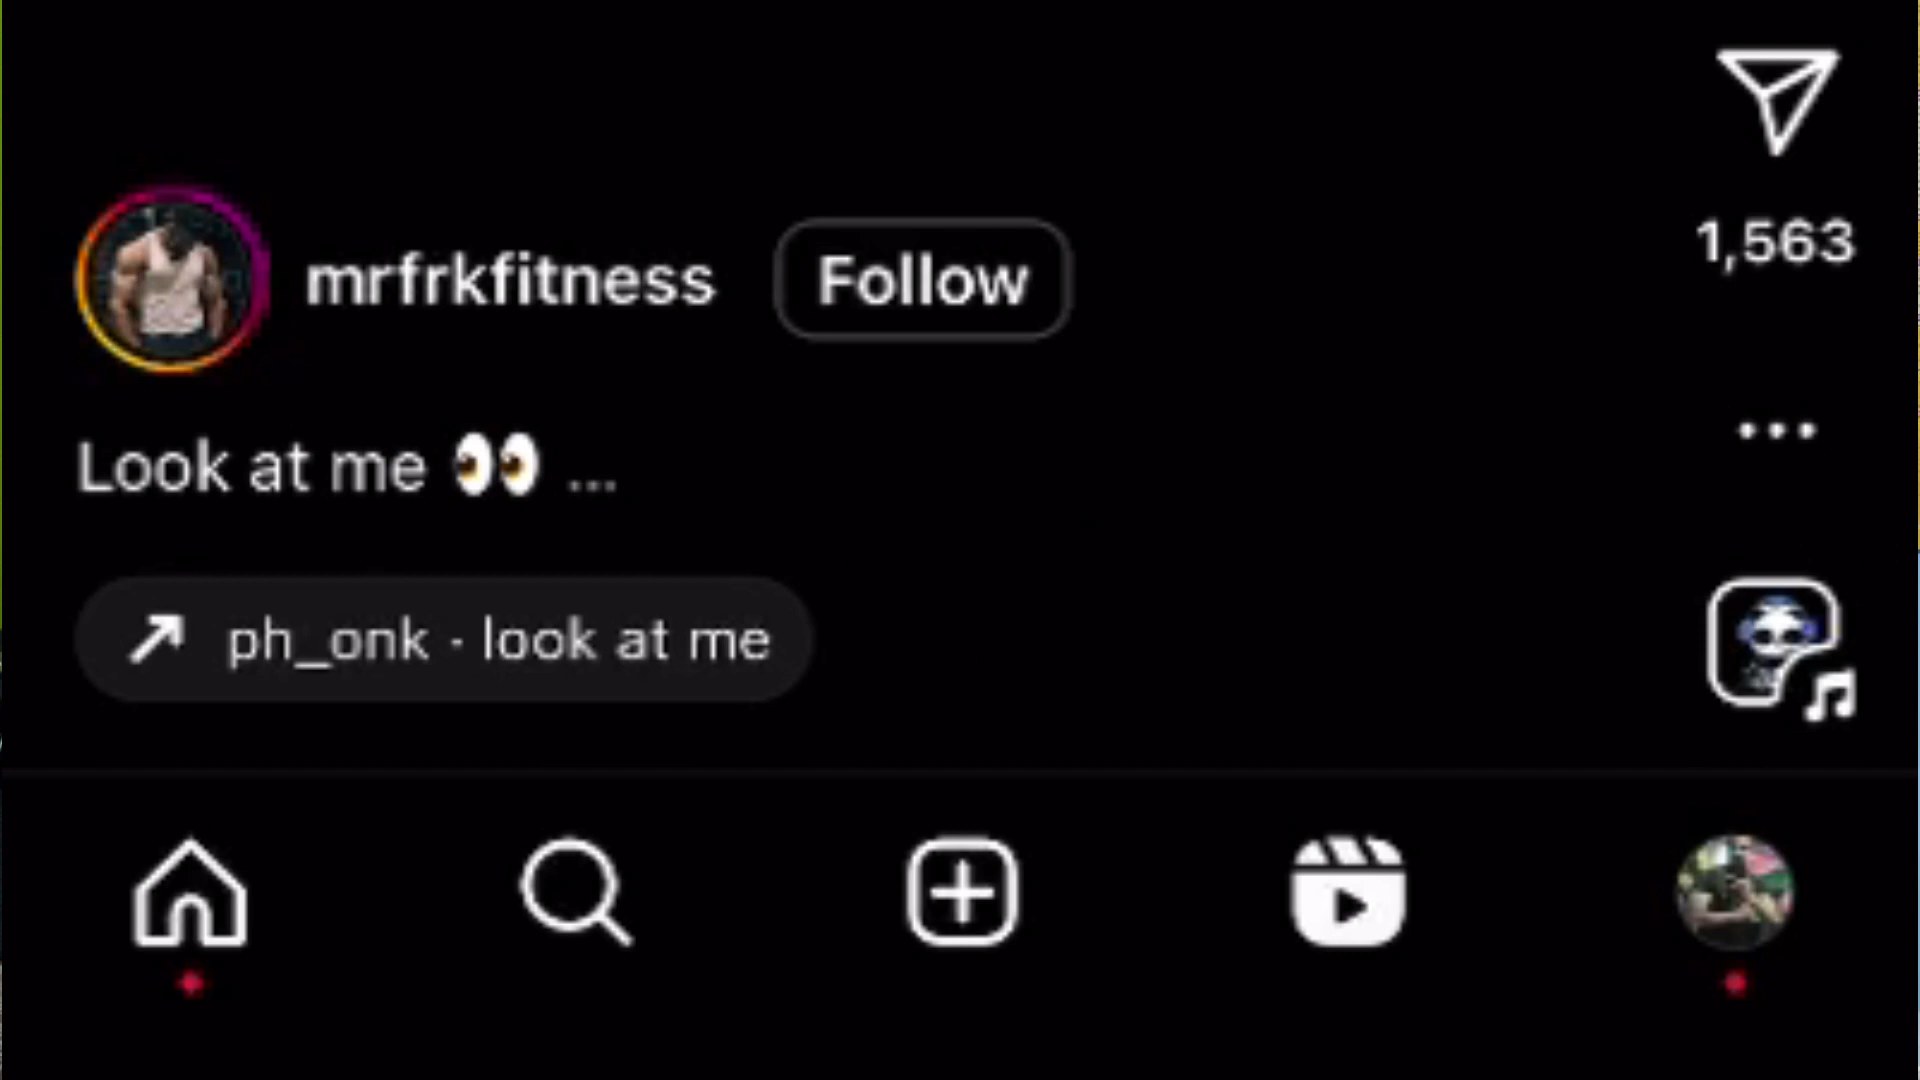 1,563
mrfrkfitness Follow
Look at me 👀 ...
ph_onk · look at me